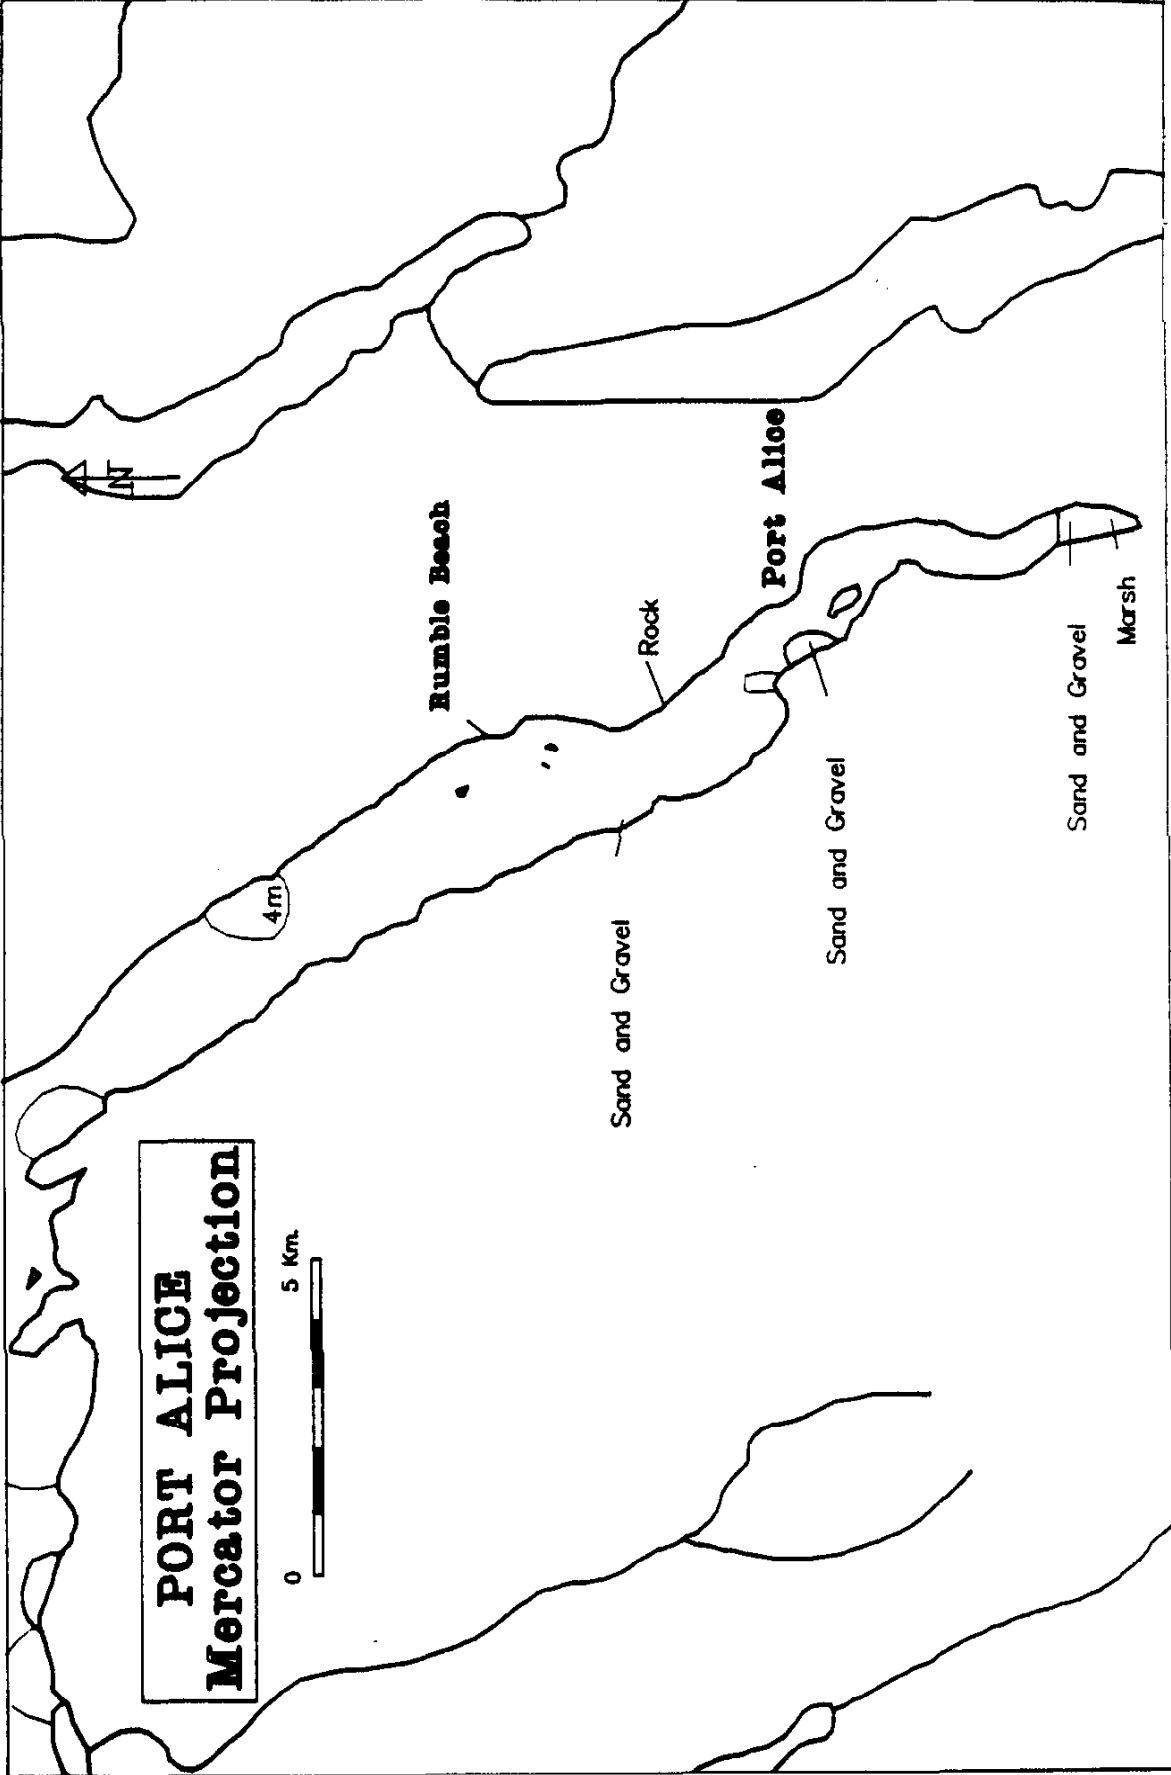 PORT ALICE
Mercator Projection
0
5 Km.
N
4m
Rumble Beach
Rock
Port Alice
Sand and Gravel
Sand and Gravel
Sand and Gravel
Marsh